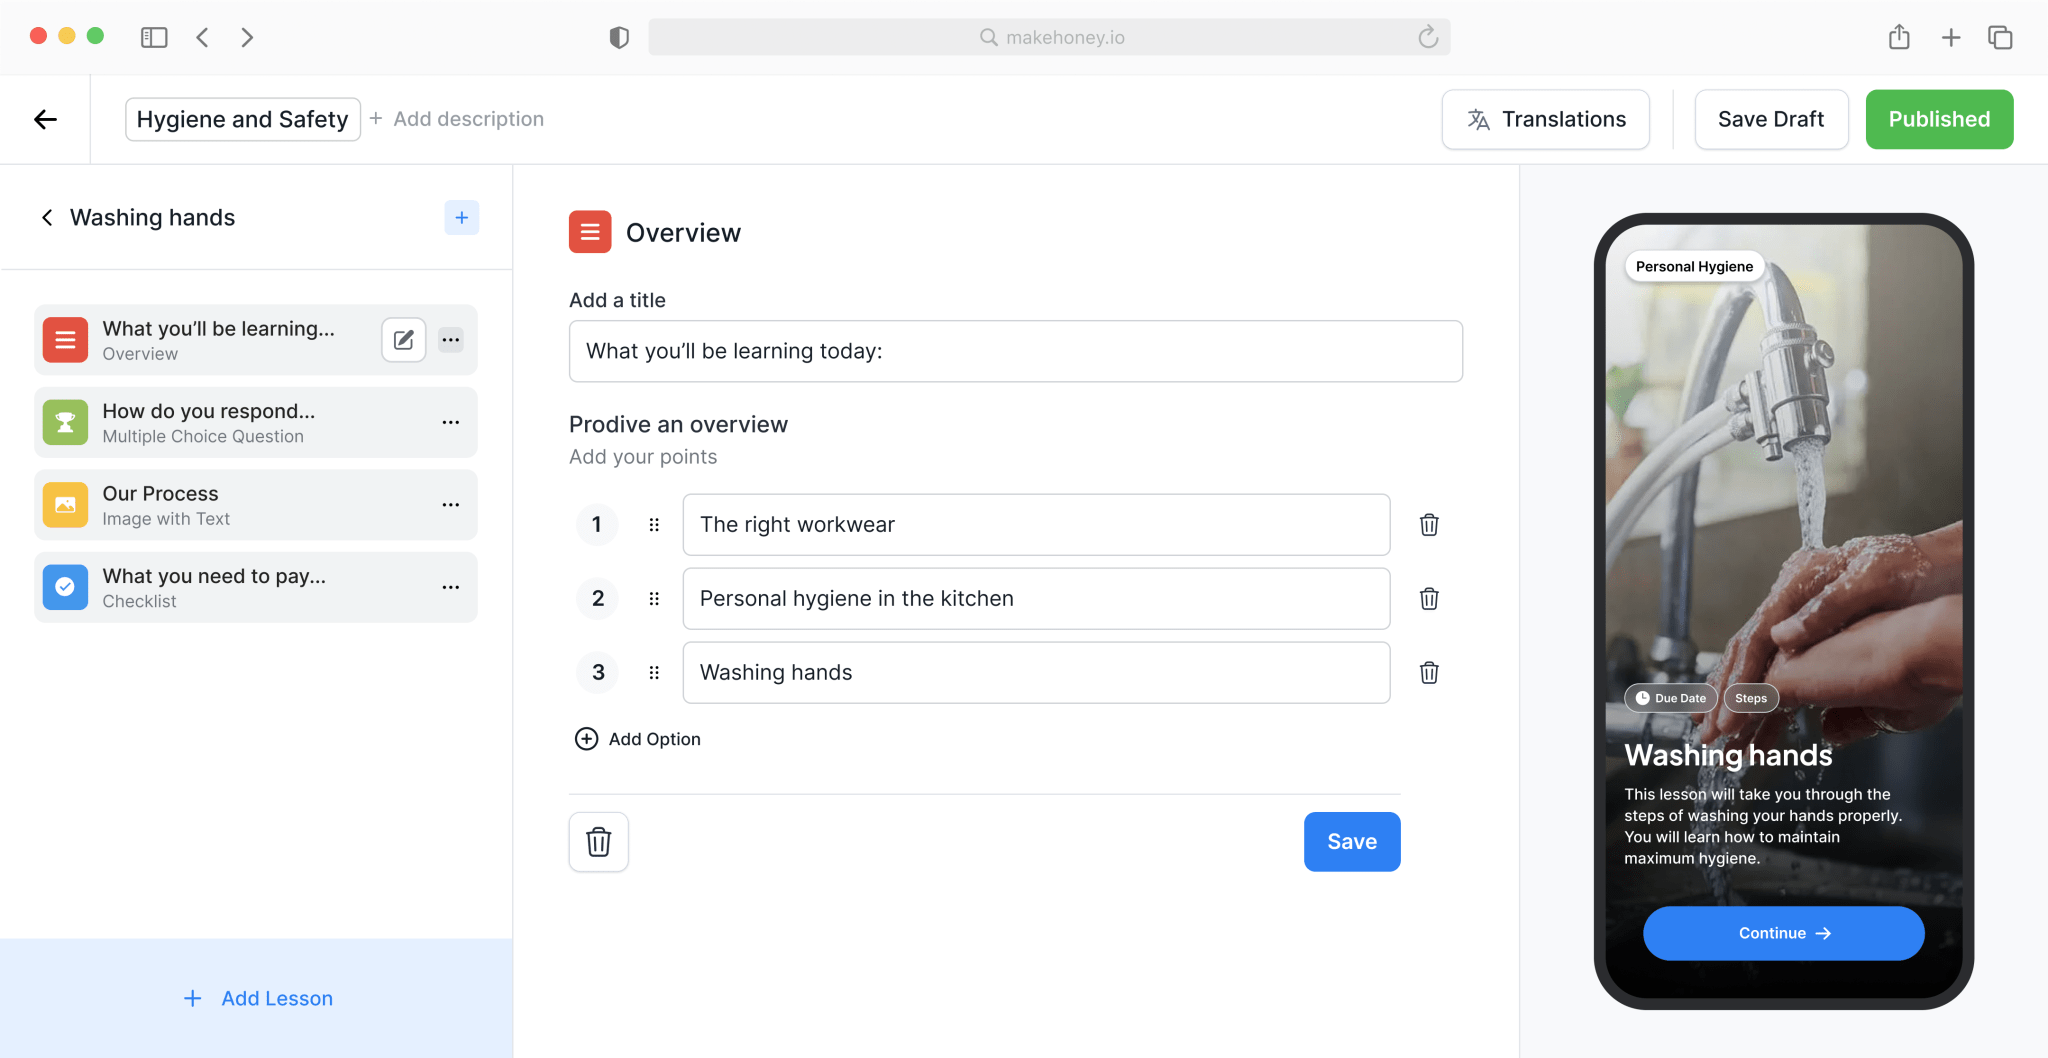 makehoney.io
Hygiene and Safety
+ Add description
Translations
Save Draft
Published
Washing hands
+
What you’ll be learning...
Overview
How do you respond...
Multiple Choice Question
Our Process
Image with Text
What you need to pay...
Checklist
+ Add Lesson
Overview
Add a title
What you’ll be learning today:
Prodive an overview
Add your points
1 The right workwear
2 Personal hygiene in the kitchen
3 Washing hands
Add Option
Save
Personal Hygiene
Due Date Steps
Washing hands
This lesson will take you through the
steps of washing your hands properly.
You will learn how to maintain
maximum hygiene.
Continue →